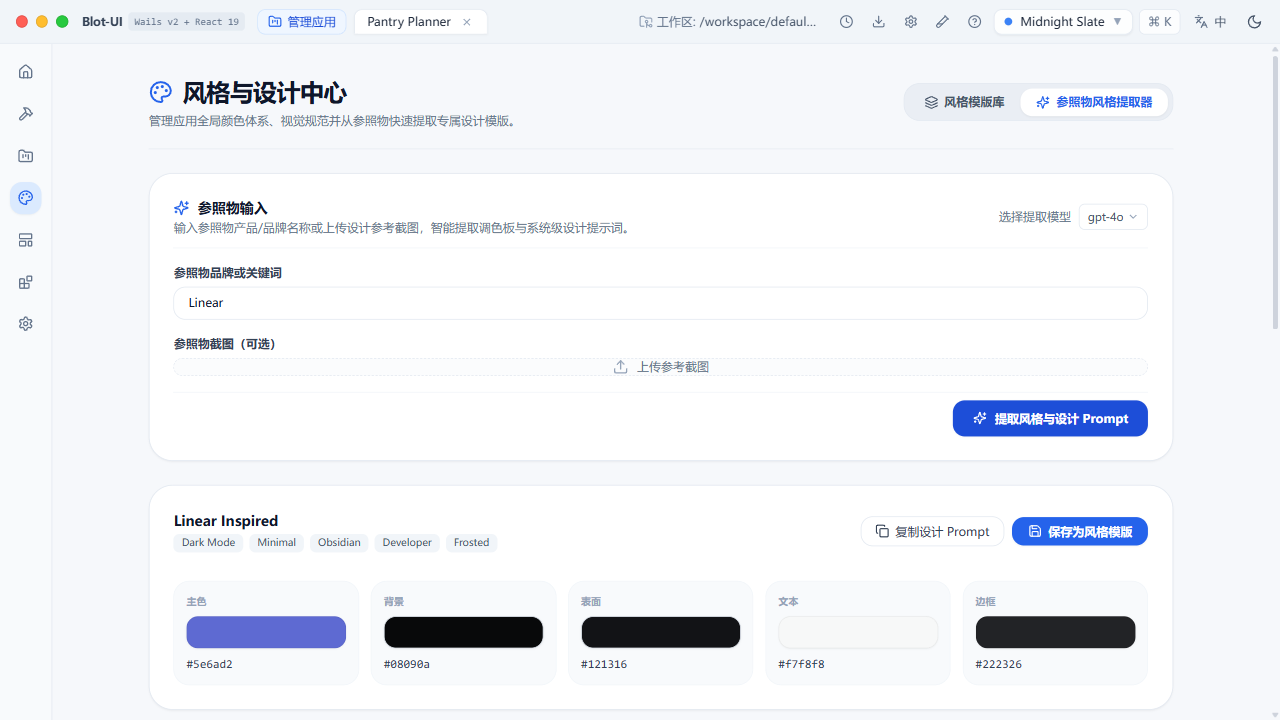 Blot-UI Wails v2 + React 19 管理应用 Pantry Planner 工作区: /workspace/defaul... Midnight Slate ▼ ⌘ K 中
风格与设计中心
管理应用全局颜色体系、视觉规范并从参照物快速提取专属设计模版。
风格模版库 参照物风格提取器
参照物输入
输入参照物产品/品牌名称或上传设计参考截图，智能提取调色板与系统级设计提示词。
选择提取模型 gpt-4o
参照物品牌或关键词
Linear
参照物截图（可选）
上传参考截图
提取风格与设计 Prompt
Linear Inspired
Dark Mode Minimal Obsidian Developer Frosted
复制设计 Prompt 保存为风格模版
主色 背景 表面 文本 边框
#5e6ad2 #08090a #121316 #f7f8f8 #222326